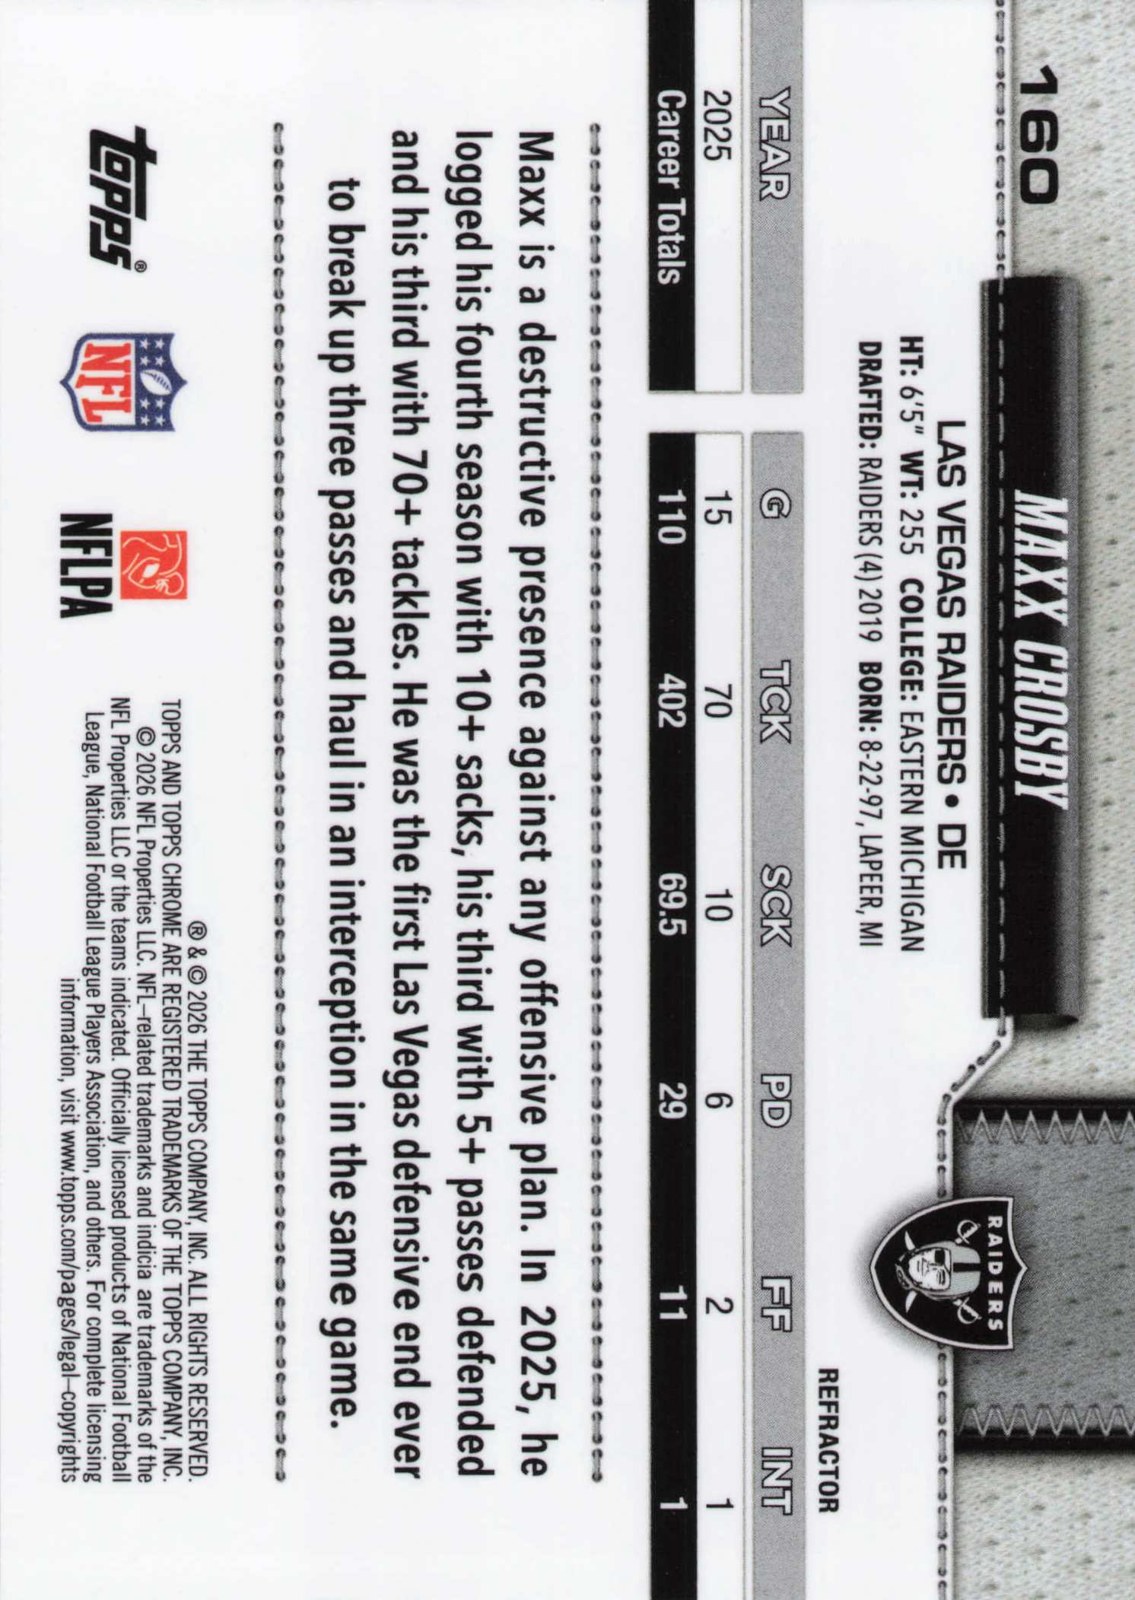 160
MAXX CROSBY
LAS VEGAS RAIDERS • DE
HT: 6'5" WT: 255 COLLEGE: EASTERN MICHIGAN
DRAFTED: RAIDERS (4) 2019 BORN: 8-22-97, LAPEER, MI
RAIDERS
REFRACTOR
YEAR G TCK SCK PD FF INT
2025 15 70 10 6 2 1
Career Totals 110 402 69.5 29 11 1
Maxx is a destructive presence against any offensive plan. In 2025, he
logged his fourth season with 10+ sacks, his third with 5+ passes defended
and his third with 70+ tackles. He was the first Las Vegas defensive end ever
to break up three passes and haul in an interception in the same game.
topps®
NFL
NFLPA
® & © 2026 THE TOPPS COMPANY, INC. ALL RIGHTS RESERVED.
TOPPS AND TOPPS CHROME ARE REGISTERED TRADEMARKS OF THE TOPPS COMPANY, INC.
© 2026 NFL Properties LLC. NFL–related trademarks and indicia are trademarks of the
NFL Properties LLC or the teams indicated. Officially licensed products of National Football
League, National Football League Players Association, and others. For complete licensing
information, visit www.topps.com/pages/legal–copyrights